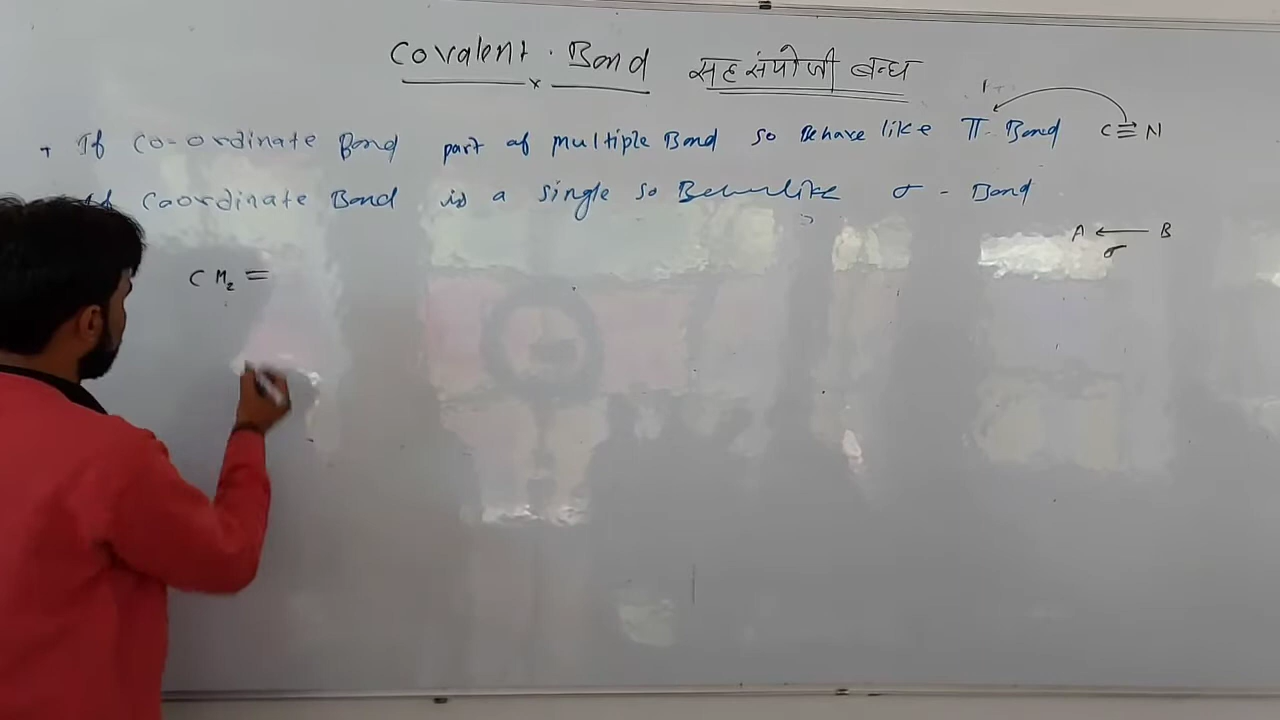 Covalent Bond सहसंयोजी बन्ध
If Co-ordinate Bond part of multiple Bond so Behave like π-Bond C≡N
If Coordinate Bond is a single so like σ - Bond
A ← B
σ
CH₂=